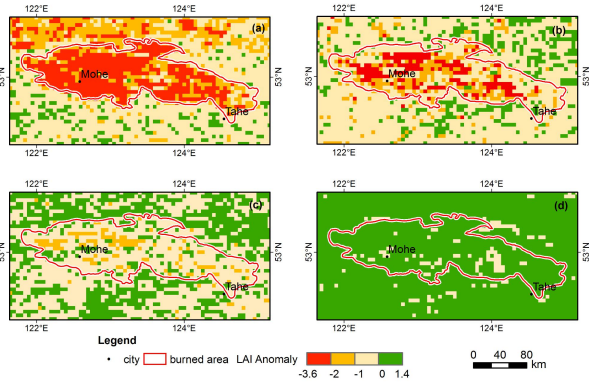 122°E 124°E 122°E 124°E
(a) (b)
53°N Mohe 53°N Mohe 53°N
Tahe Tahe
122°E 124°E 122°E 124°E
122°E 124°E 122°E 124°E
(c) (d)
53°N Mohe 53°N Mohe 53°N
Tahe Tahe
122°E 124°E 122°E 124°E
Legend
city burned area LAI Anomaly
-3.6 -2 -1 0 1.4
0 40 80
km